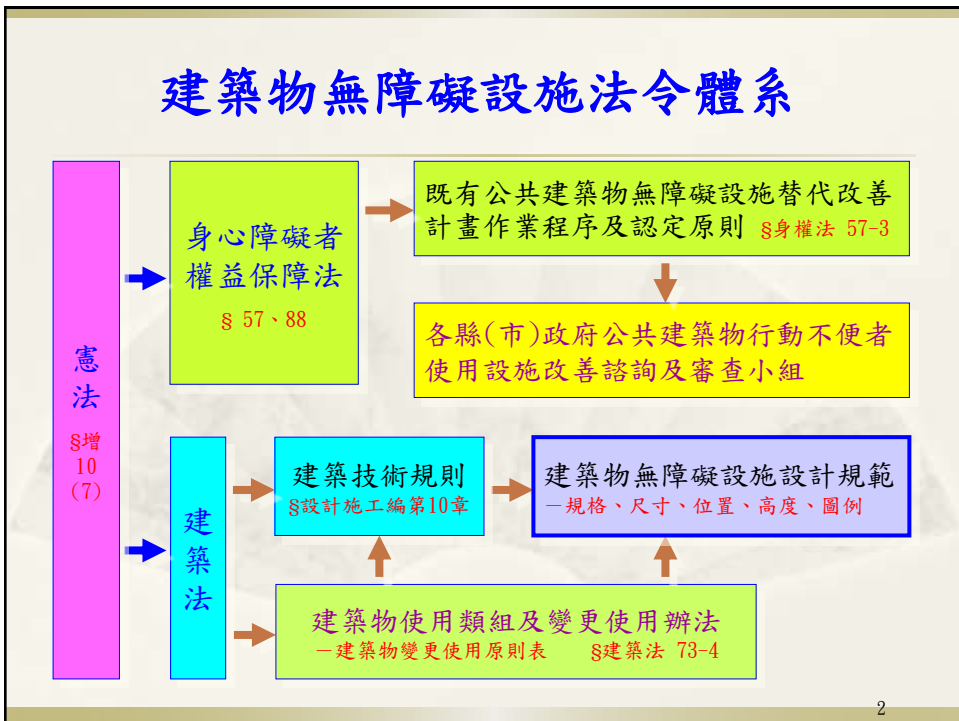 建築物無障礙設施法令體系
憲
法
§增
10
(7)
身心障礙者
權益保障法
§ 57、88
既有公共建築物無障礙設施替代改善
計畫作業程序及認定原則 §身權法 57-3
各縣(市)政府公共建築物行動不便者
使用設施改善諮詢及審查小組
建
築
法
建築技術規則
§設計施工編第10章
建築物無障礙設施設計規範
－規格、尺寸、位置、高度、圖例
建築物使用類組及變更使用辦法
－建築物變更使用原則表 §建築法 73-4
2